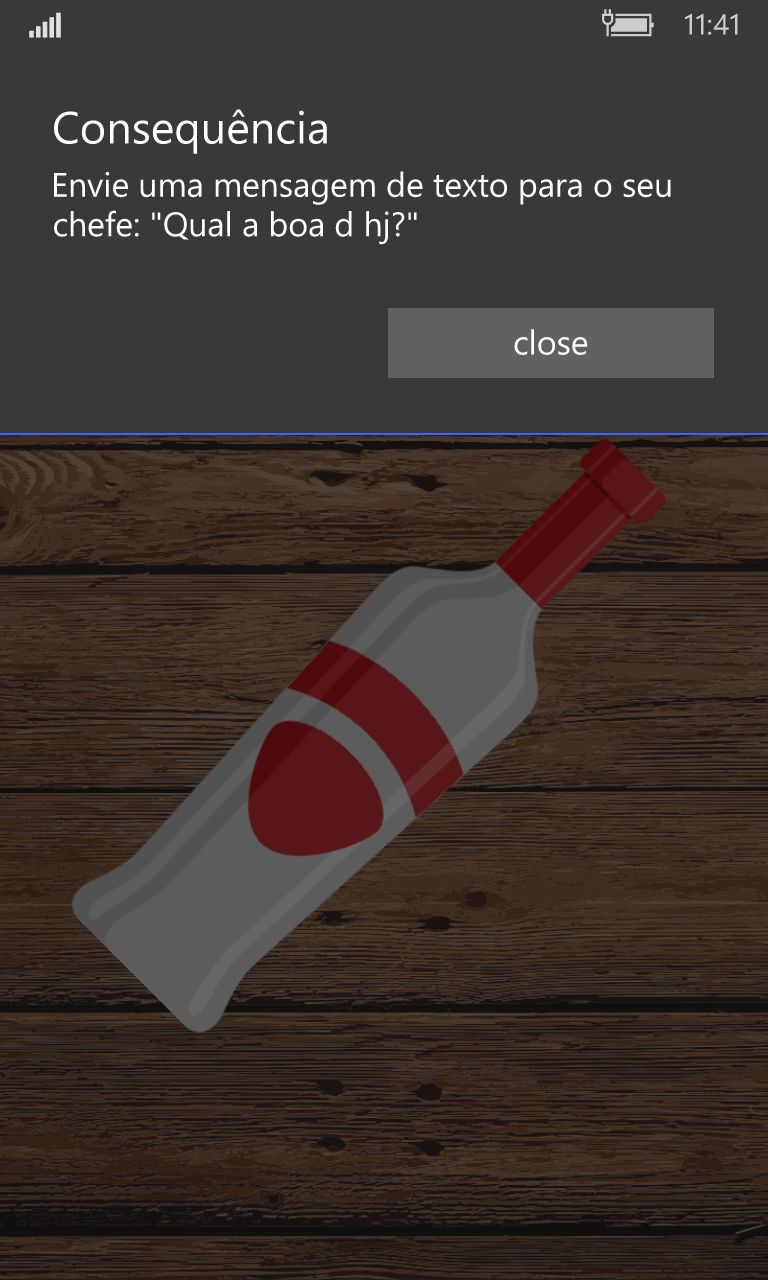 11:41
Consequência
Envie uma mensagem de texto para o seu
chefe: "Qual a boa d hj?"
close